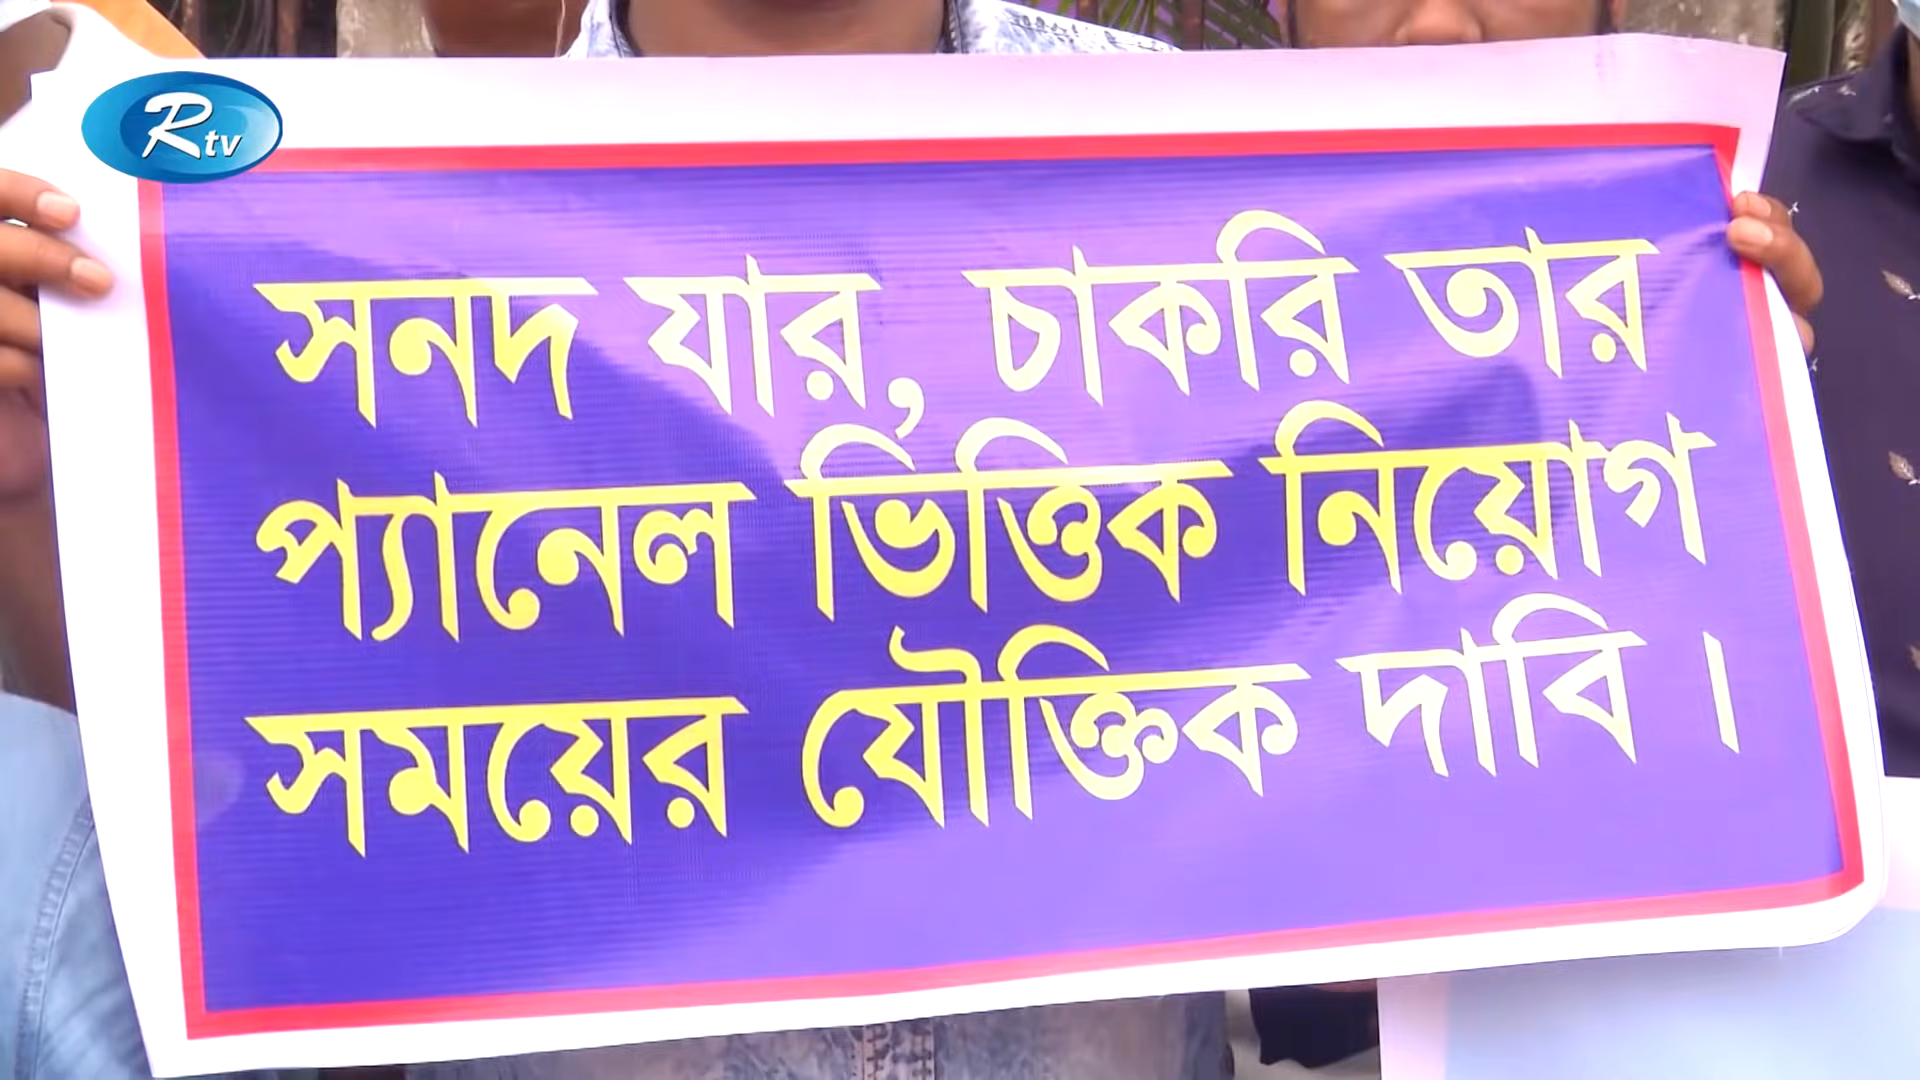 Rtv
সনদ যার, চাকরি তার
প্যানেল ভিত্তিক নিয়োগ
সময়ের যৌক্তিক দাবি ।